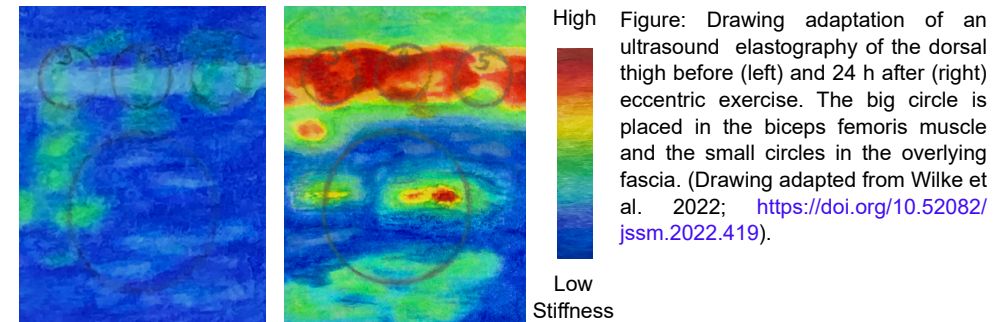 High
Low
Stiffness
Figure: Drawing adaptation of an
ultrasound elastography of the dorsal
thigh before (left) and 24 h after (right)
eccentric exercise. The big circle is
placed in the biceps femoris muscle
and the small circles in the overlying
fascia. (Drawing adapted from Wilke et
al. 2022; https://doi.org/10.52082/
jssm.2022.419).
5